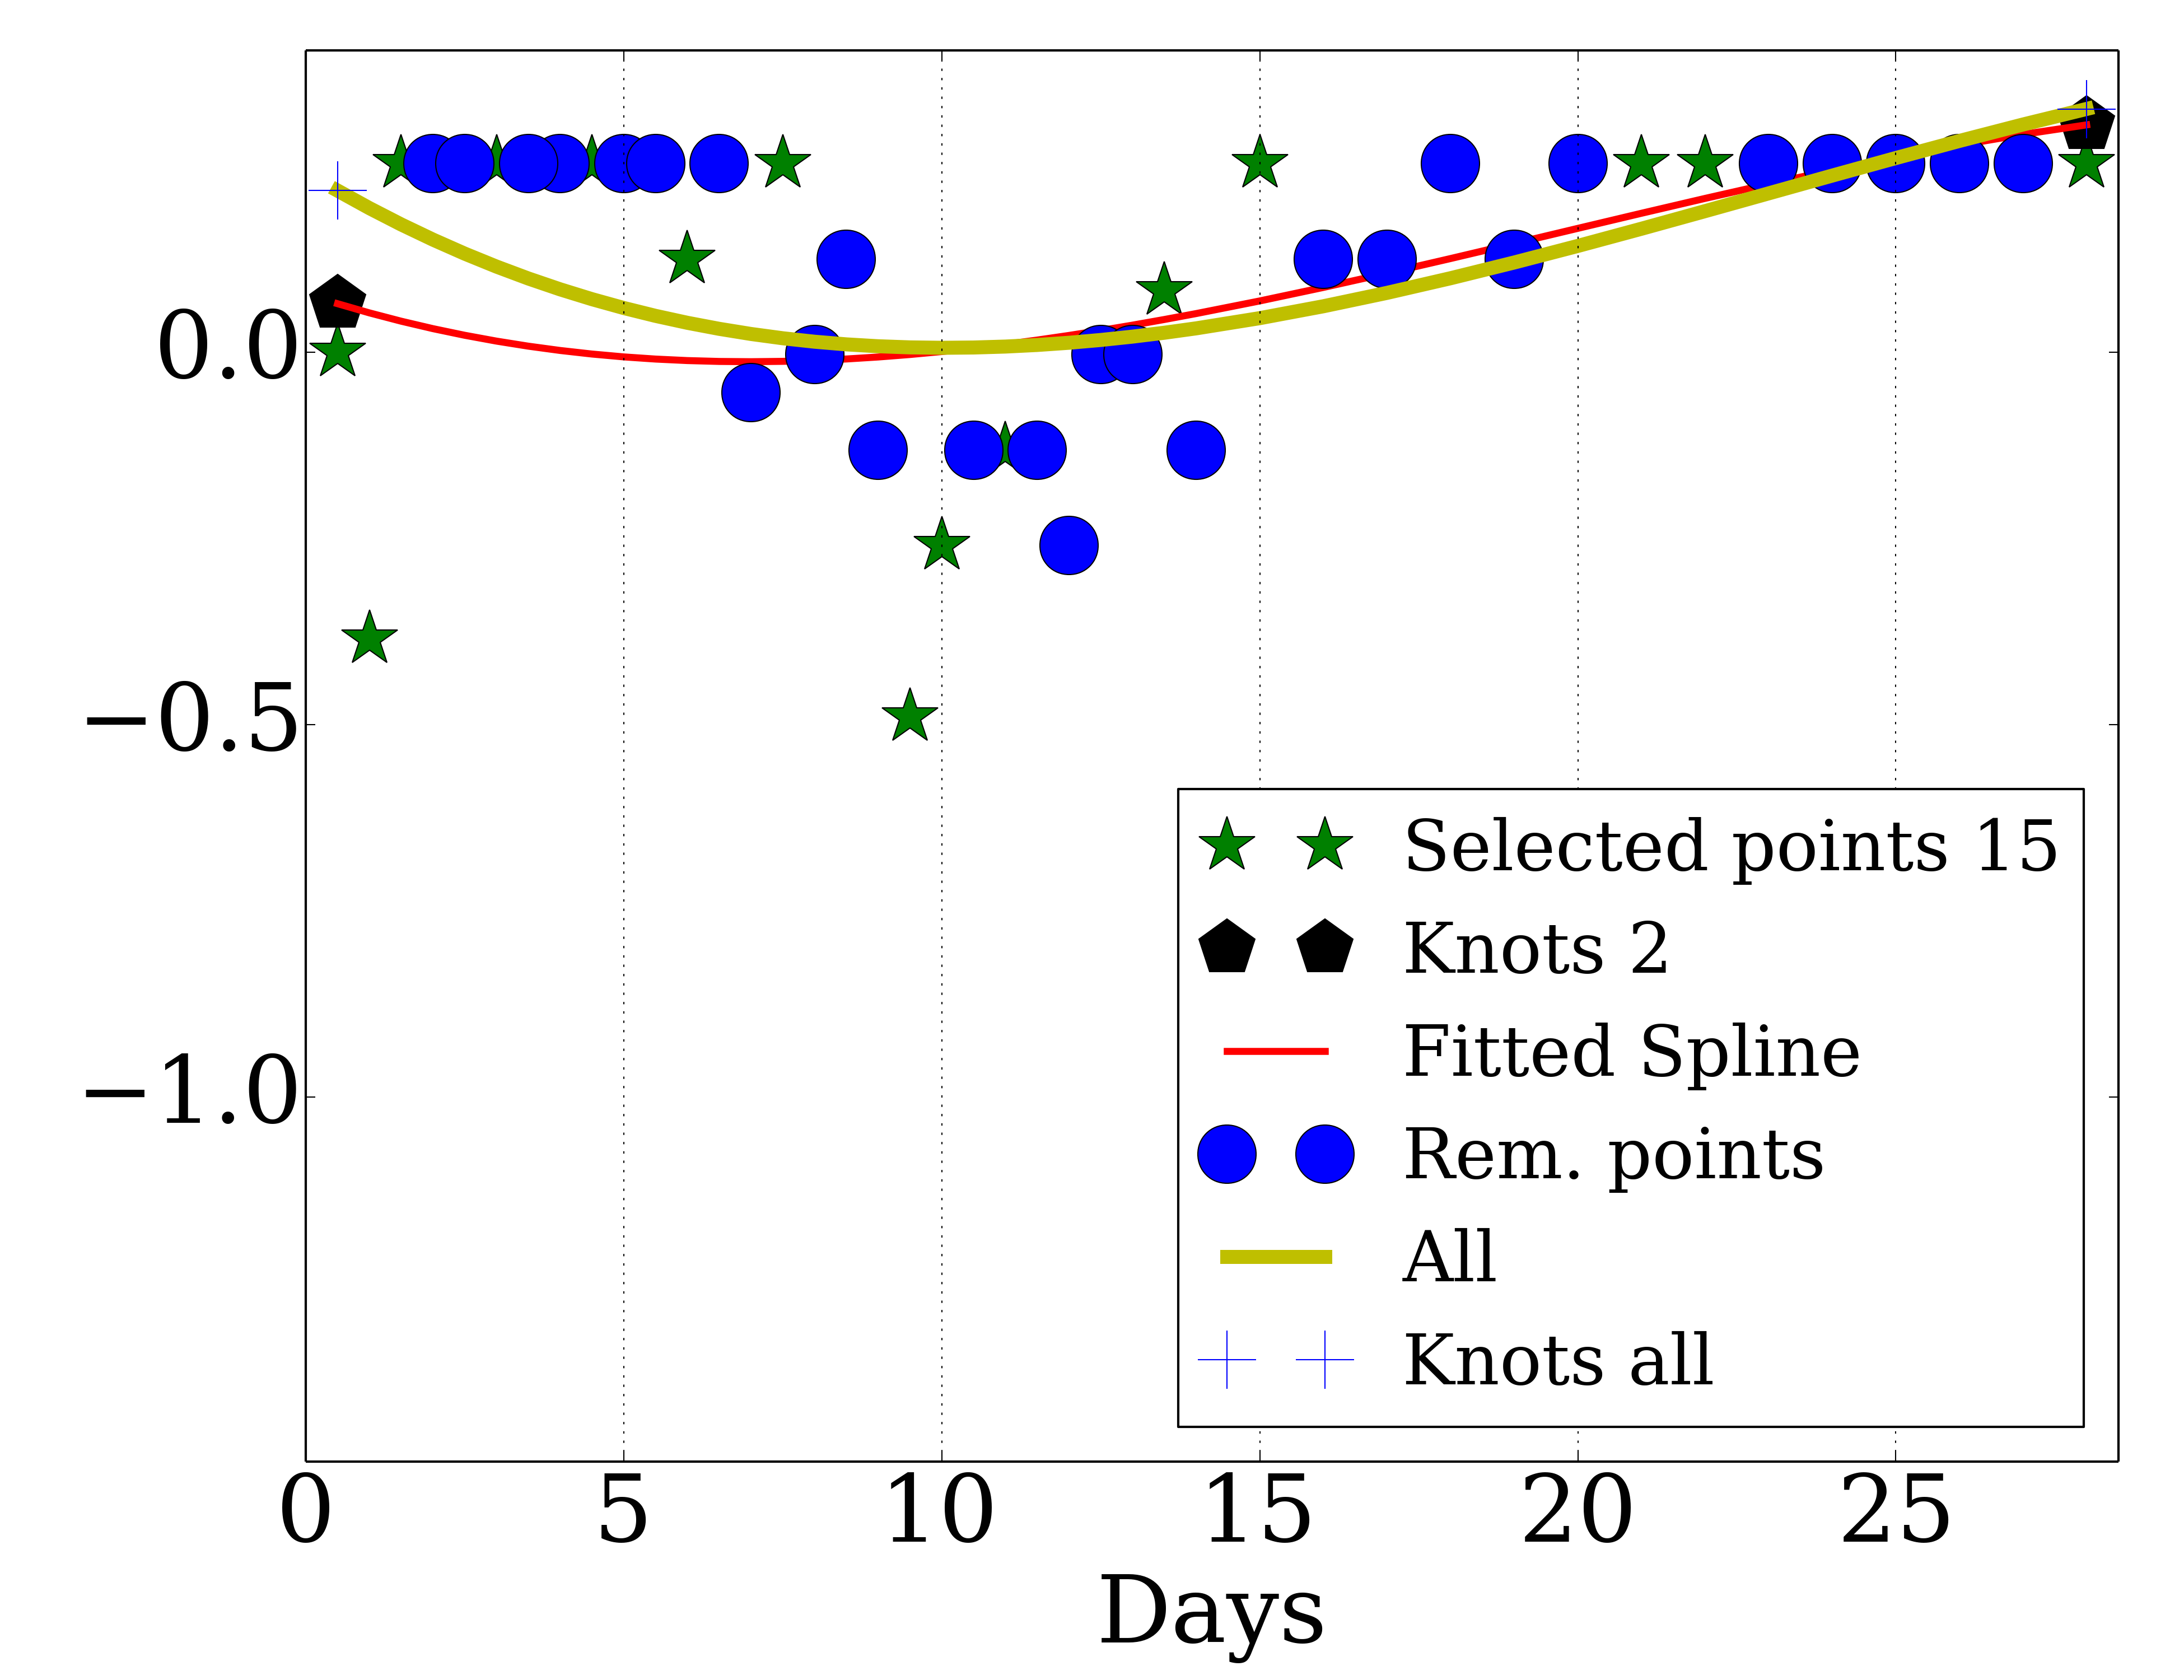 0.0
−0.5
−1.0
Selected points 15
Knots 2
Fitted Spline
Rem. points
All
Knots all
0 5 10 15 20 25
Days